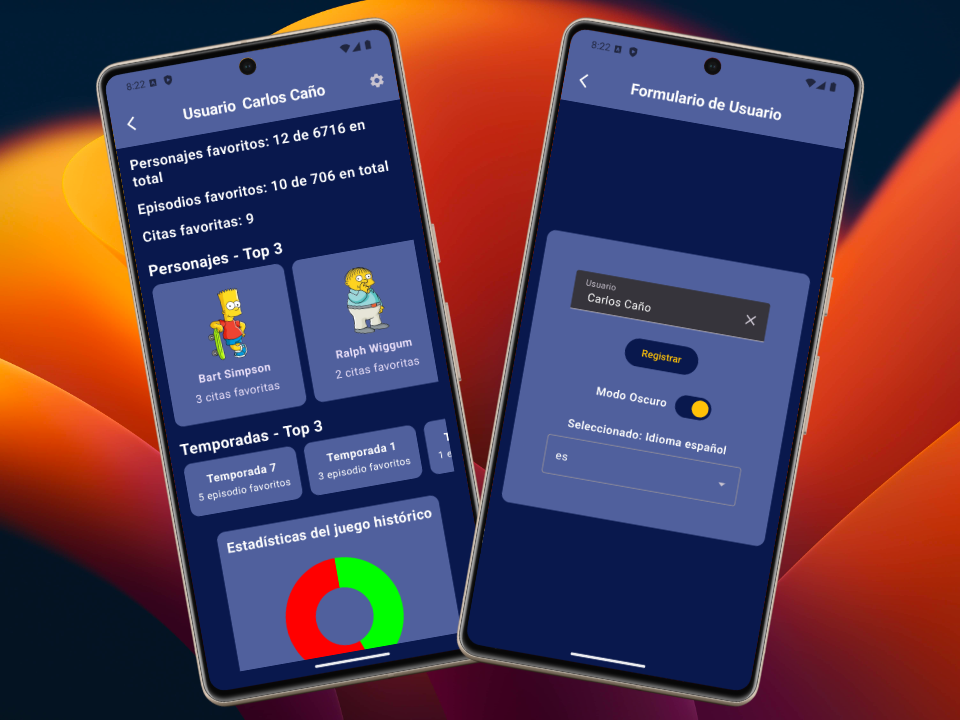 8:22
Usuario Carlos Caño
Personajes favoritos: 12 de 6716 en
total
Episodios favoritos: 10 de 706 en total
Citas favoritas: 9
Personajes - Top 3
Bart Simpson
3 citas favoritas
Ralph Wiggum
2 citas favoritas
Temporadas - Top 3
Temporada 7
5 episodio favoritos
Temporada 1
3 episodio favoritos
T
1 e
Estadísticas del juego histórico
8:22
Formulario de Usuario
Usuario
Carlos Caño
Registrar
Modo Oscuro
Seleccionado: Idioma español
es